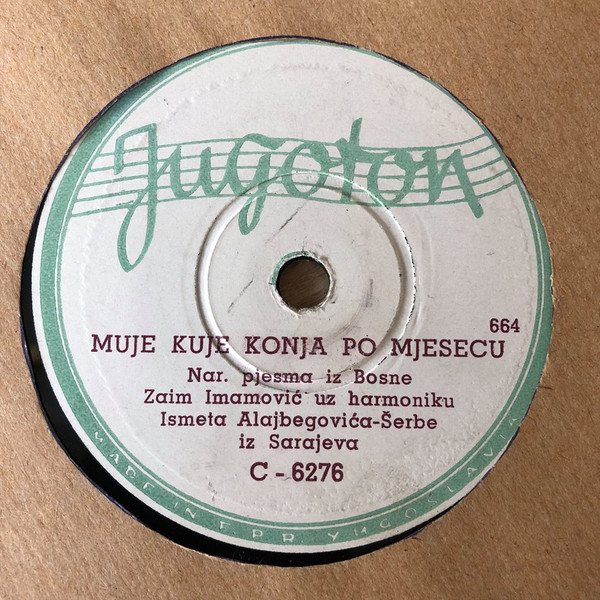 Jugoton
664
MUJE KUJE KONJA PO MJESECU
Nar. pjesma iz Bosne
Zaim Imamović uz harmoniku
Ismeta Alajbegovića-Šerbe
iz Sarajeva
C - 6276
MADE IN F.P.R. YUGOSLAVIA